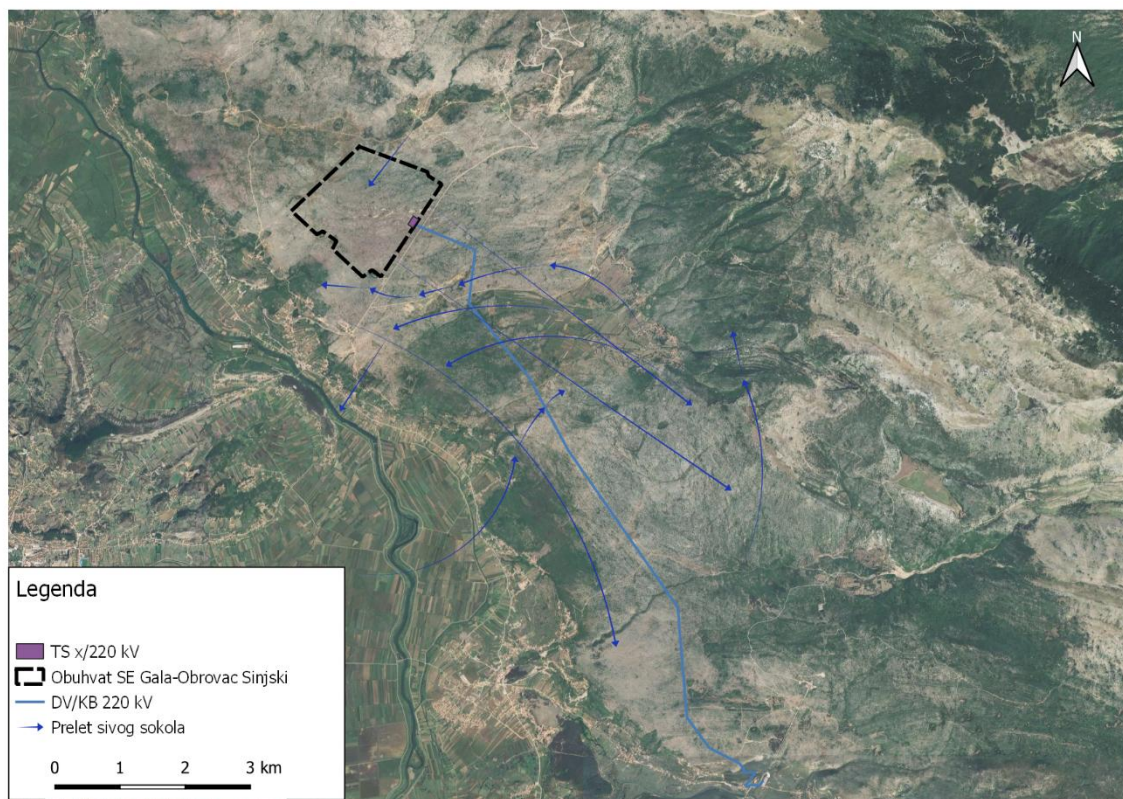 N
Legenda
TS x/220 kV
Obuhvat SE Gala-Obrovac Sinjski
DV/KB 220 kV
Prelet sivog sokola
0 1 2 3 km